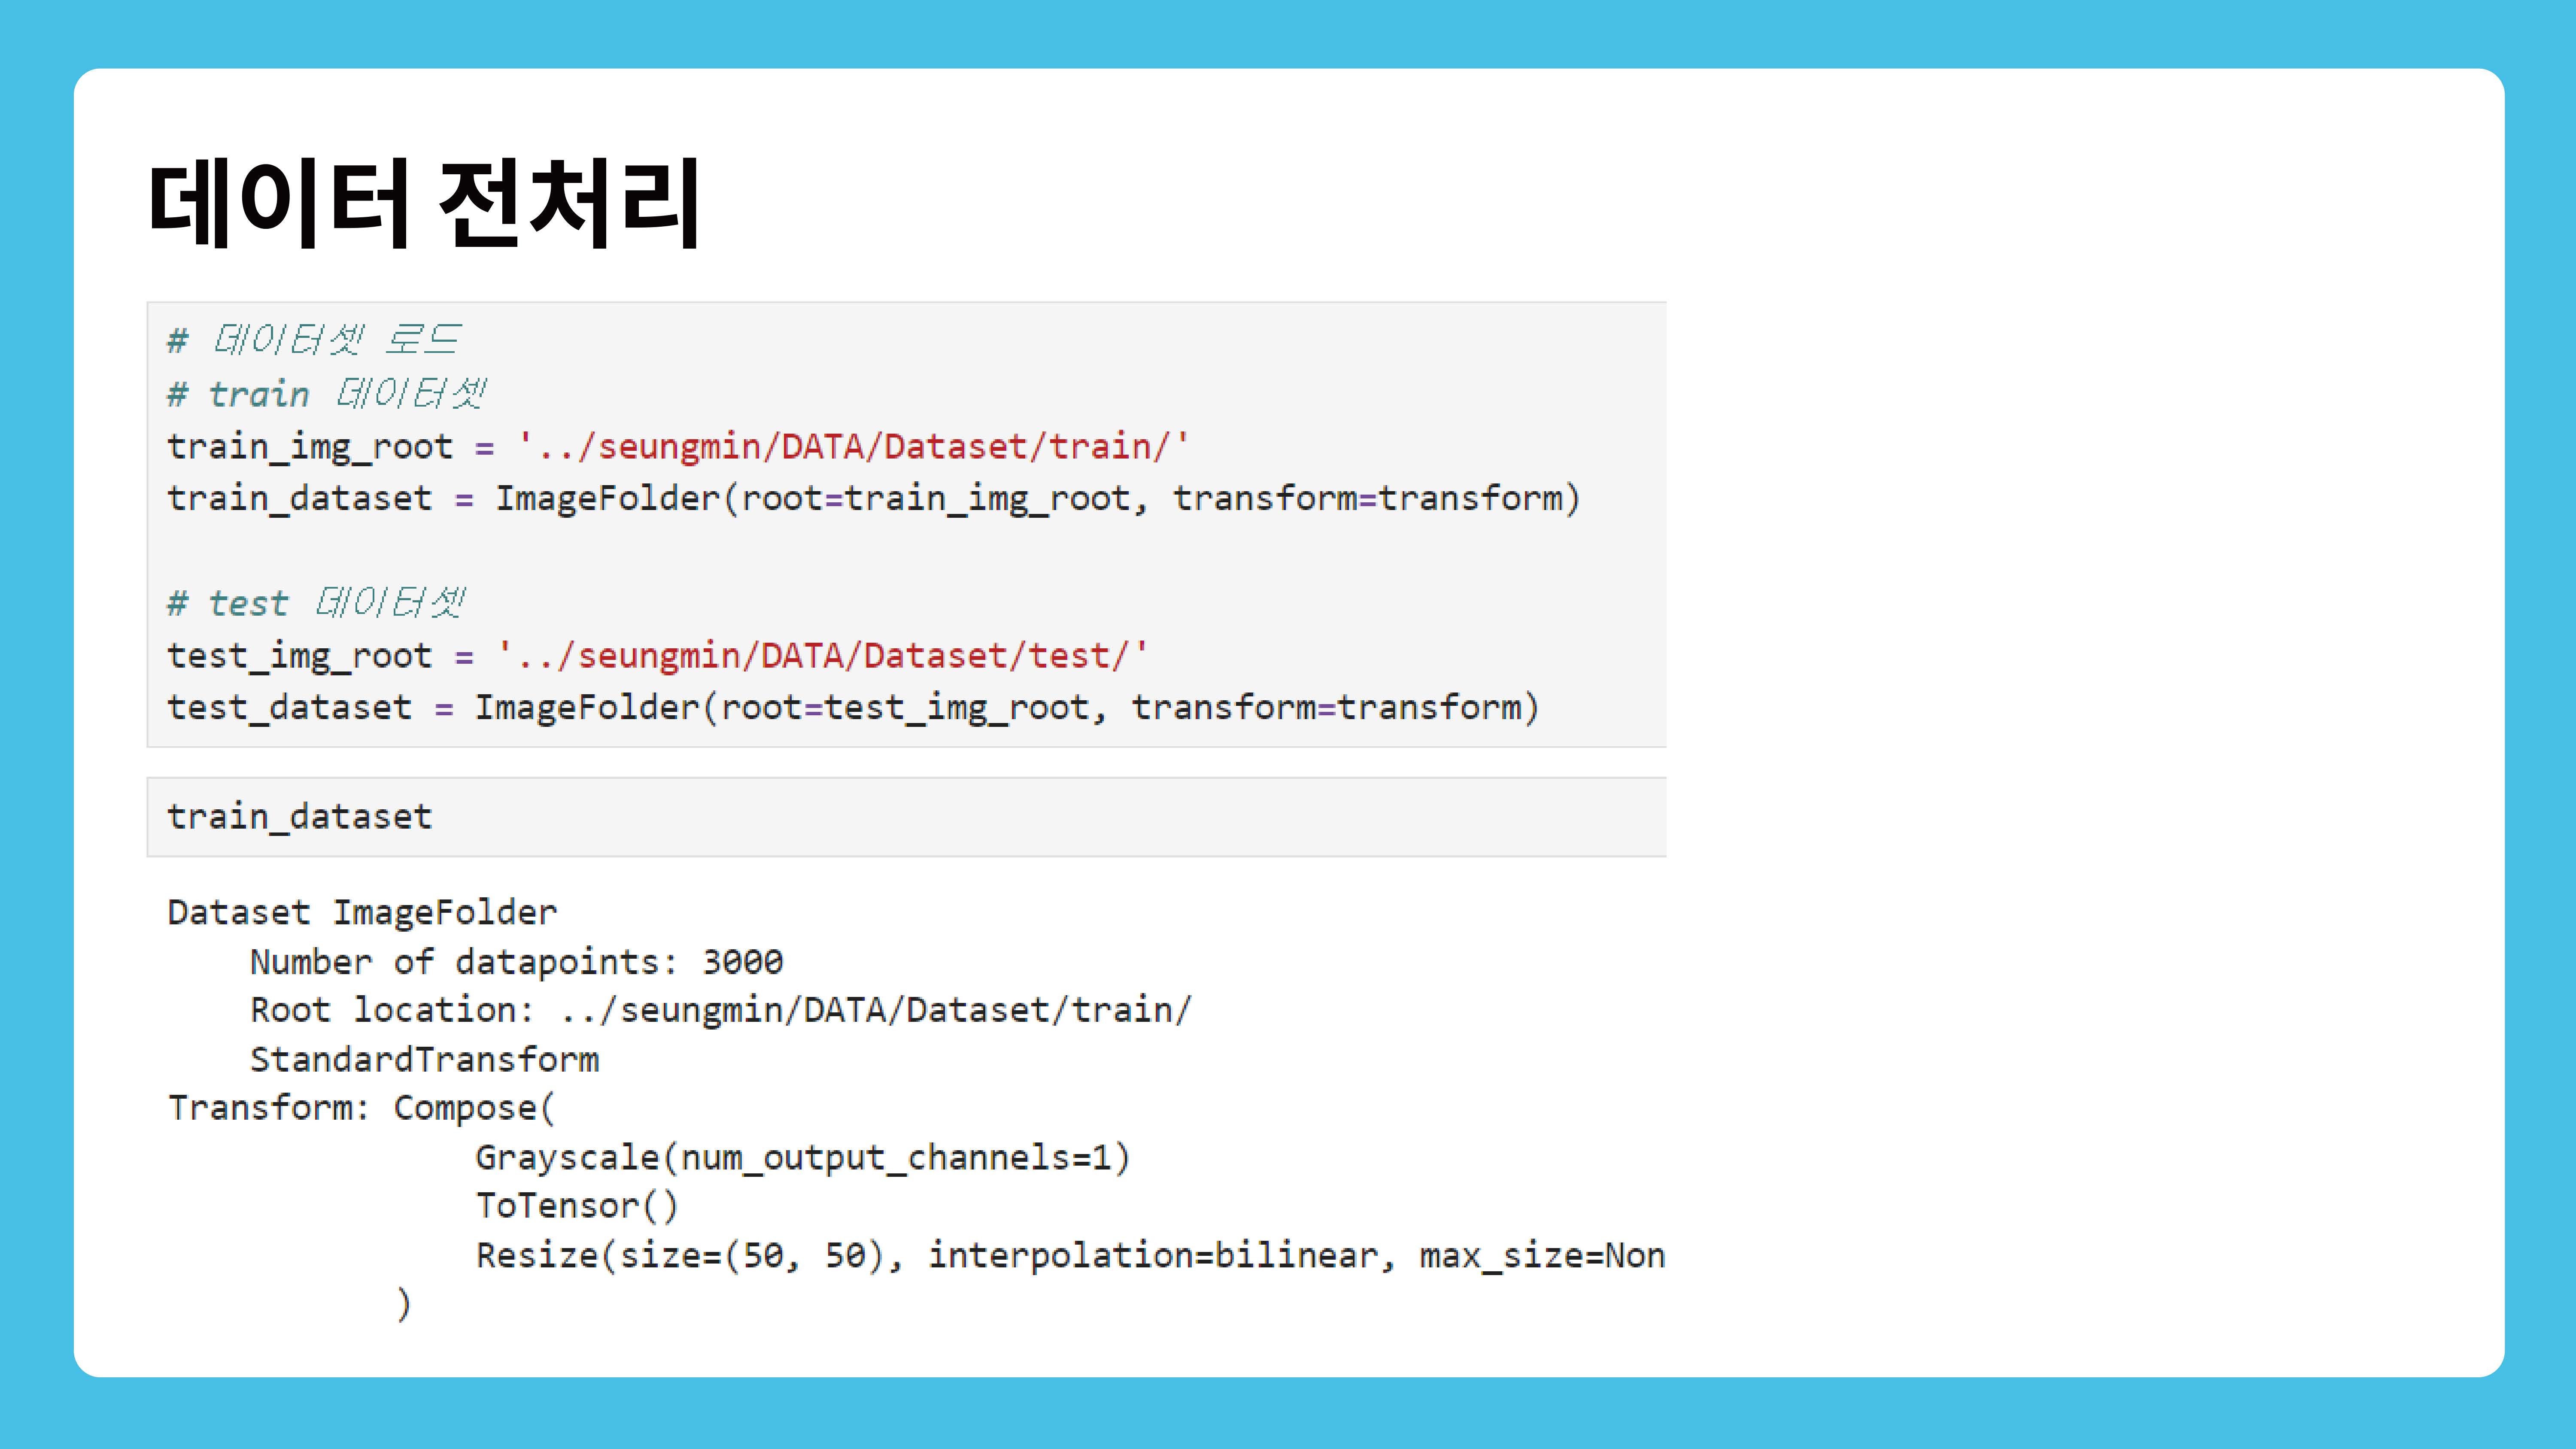 데이터 전처리
# 데이터셋 로드
# train 데이터셋
train_img_root = '../seungmin/DATA/Dataset/train/'
train_dataset = ImageFolder(root=train_img_root, transform=transform)
# test 데이터셋
test_img_root = '../seungmin/DATA/Dataset/test/'
test_dataset = ImageFolder(root=test_img_root, transform=transform)
train_dataset
Dataset ImageFolder
    Number of datapoints: 3000
    Root location: ../seungmin/DATA/Dataset/train/
    StandardTransform
Transform: Compose(
               Grayscale(num_output_channels=1)
               ToTensor()
               Resize(size=(50, 50), interpolation=bilinear, max_size=Non
           )